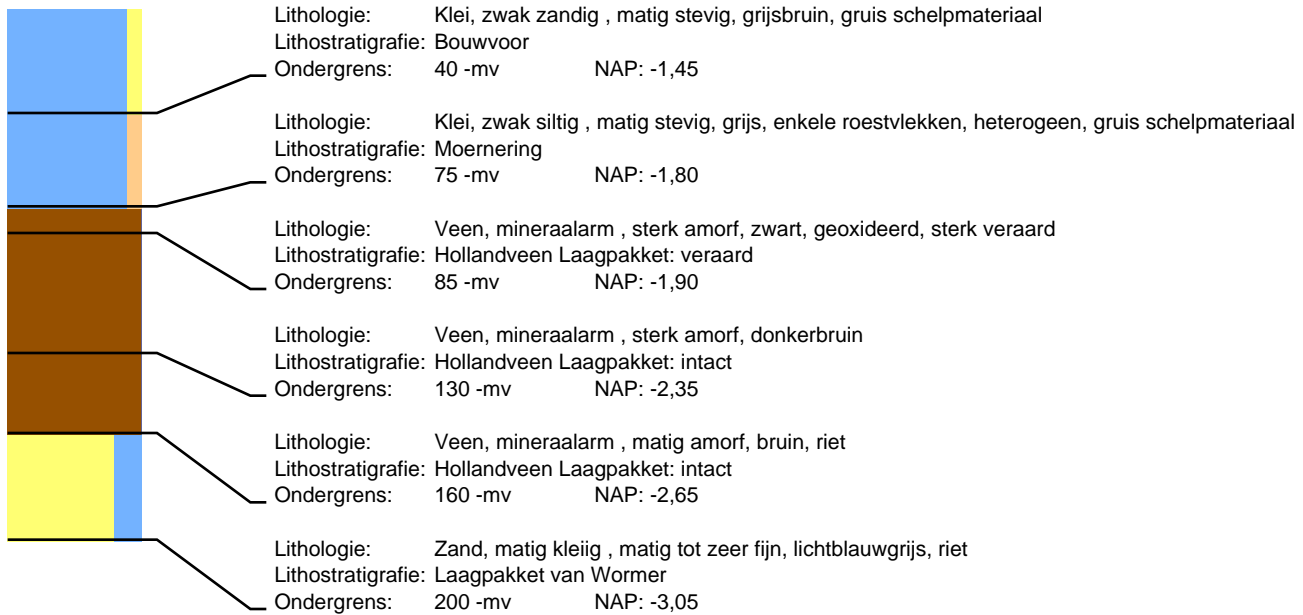 Lithologie: Klei, zwak zandig , matig stevig, grijsbruin, gruis schelpmateriaal
Lithostratigrafie: Bouwvoor
Ondergrens: 40 -mv NAP: -1,45
Lithologie: Klei, zwak siltig , matig stevig, grijs, enkele roestvlekken, heterogeen, gruis schelpmateriaal
Lithostratigrafie: Moernering
Ondergrens: 75 -mv NAP: -1,80
Lithologie: Veen, mineraalarm , sterk amorf, zwart, geoxideerd, sterk veraard
Lithostratigrafie: Hollandveen Laagpakket: veraard
Ondergrens: 85 -mv NAP: -1,90
Lithologie: Veen, mineraalarm , sterk amorf, donkerbruin
Lithostratigrafie: Hollandveen Laagpakket: intact
Ondergrens: 130 -mv NAP: -2,35
Lithologie: Veen, mineraalarm , matig amorf, bruin, riet
Lithostratigrafie: Hollandveen Laagpakket: intact
Ondergrens: 160 -mv NAP: -2,65
Lithologie: Zand, matig kleiig , matig tot zeer fijn, lichtblauwgrijs, riet
Lithostratigrafie: Laagpakket van Wormer
Ondergrens: 200 -mv NAP: -3,05